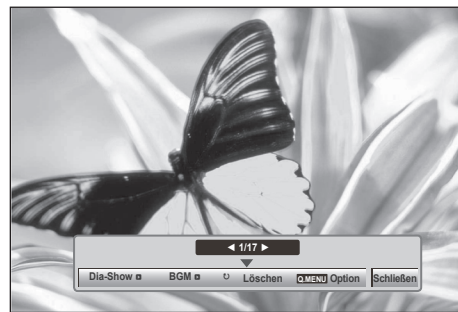 ◀ 1/17 ▶
Dia-Show BGM Löschen Q.MENU Option Schließen